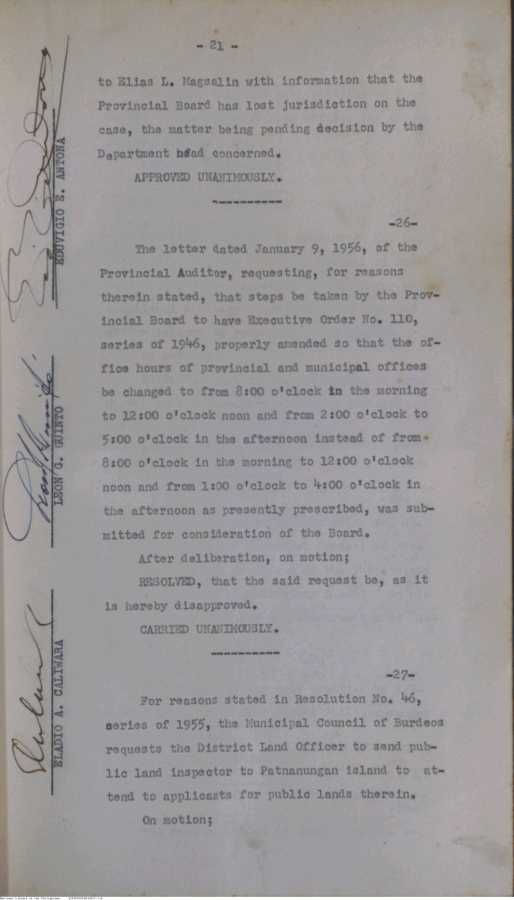 - 21 -
to Elias L. Magsalin with information that the
Provincial Board has lost jurisdiction on the
case, the matter being pending decision by the
Department head concerned.
APPROVED UNANIMOUSLY.
-----------
-26-
The letter dated January 9, 1956, of the
Provincial Auditor, requesting, for reasons
therein stated, that steps be taken by the Prov-
incial Board to have Executive Order No. 110,
series of 1946, properly amended so that the of-
fice hours of provincial and municipal offices
be changed to from 8:00 o'clock in the morning
to 12:00 o'clock noon and from 2:00 o'clock to
5:00 o'clock in the afternoon instead of from
8:00 o'clock in the morning to 12:00 o'clock
noon and from 1:00 o'clock to 4:00 o'clock in
the afternoon as presently prescribed, was sub-
mitted for consideration of the Board.
After deliberation, on motion;
RESOLVED, that the said request be, as it
is hereby disapproved.
CARRIED UNANIMOUSLY.
-----------
-27-
For reasons stated in Resolution No. 46,
series of 1955, the Municipal Council of Burdeos
requests the District Land Officer to send pub-
lic land inspector to Patnanungan island to at-
tend to applicasts for public lands therein.
On motion;
EDUVIGIO E. ANTONA
LEON G. GUINTO
ELADIO A. CALIWARA